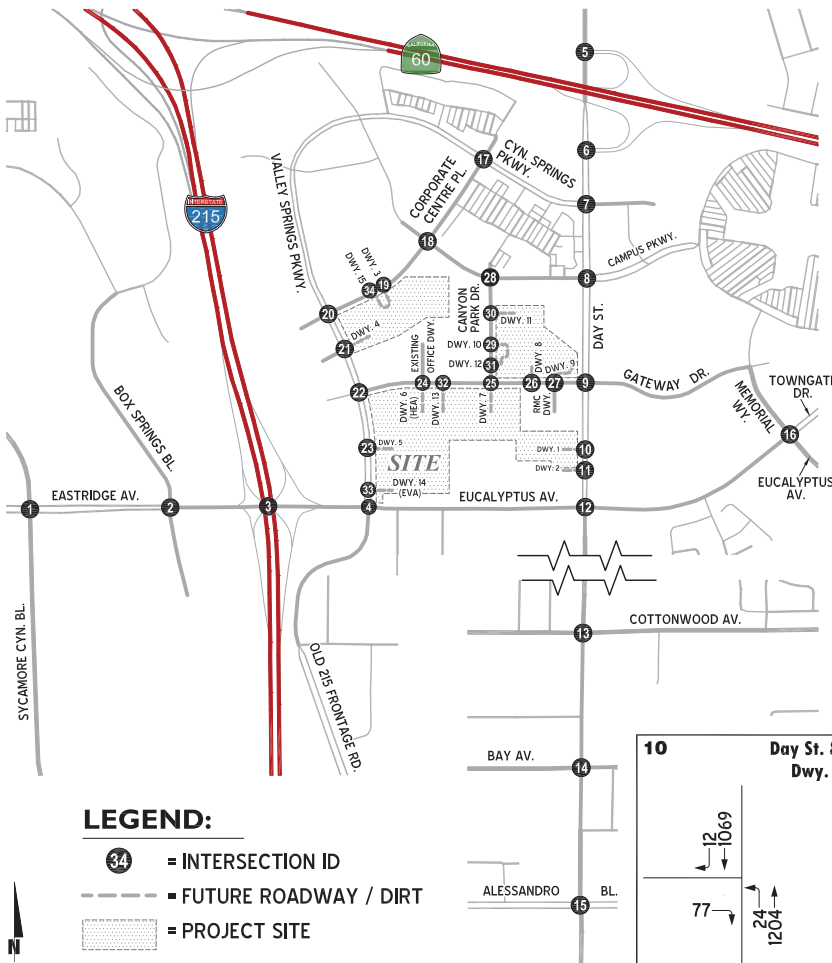 CALIFORNIA
60
5
6
17
CYN. SPRINGS
PKWY.
7
INTERSTATE
215
VALLEY SPRINGS PKWY.
CORPORATE
CENTRE PL.
18
CAMPUS PKWY.
28
8
DWY. 3
DWY. 15
34
19
20
CANYON
PARK DR.
30
DWY. 11
DAY ST.
DWY. 4
21
EXISTING
OFFICE DWY.
DWY. 10
29
DWY. 8
DWY. 12
31
DWY. 9
GATEWAY DR.
22
24
32
25
26
27
9
DWY. 6
(HEA)
DWY. 13
DWY. 7
RMC
DWY.
MEMORIAL
WY.
TOWNGATE
DR.
16
EUCALYPTUS
AV.
BOX SPRINGS BL.
23
DWY. 5
SITE
DWY. 1
10
DWY. 2
11
33
DWY. 14
(EVA)
EASTRIDGE AV.
EUCALYPTUS AV.
1
2
3
4
12
SYCAMORE CYN. BL.
OLD 215 FRONTAGE RD.
13
COTTONWOOD AV.
BAY AV.
14
ALESSANDRO
15
BL.
LEGEND:
34 = INTERSECTION ID
= FUTURE ROADWAY / DIRT
= PROJECT SITE
N
10
Day St. &
Dwy.
12
1069
77
24
1204